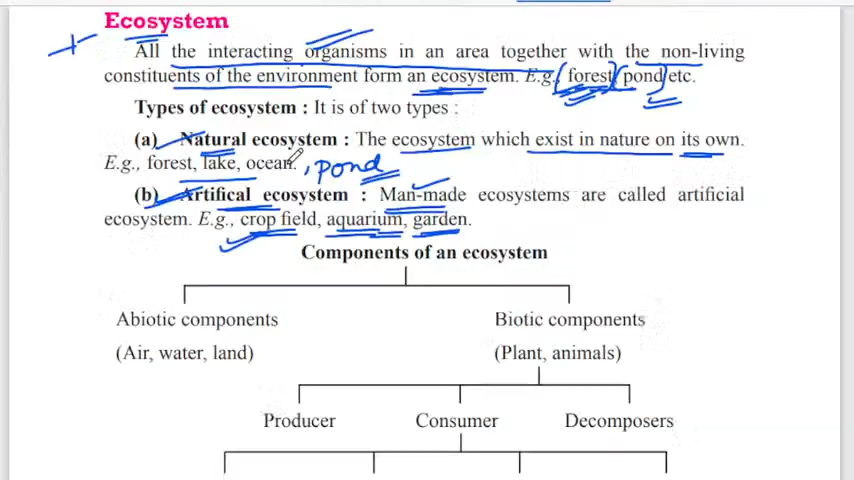 Ecosystem
All the interacting organisms in an area together with the non-living
constituents of the environment form an ecosystem. E.g., forest, pond etc.
Types of ecosystem : It is of two types :
(a) Natural ecosystem : The ecosystem which exist in nature on its own.
E.g., forest, lake, ocean. , pond
(b) Artifical ecosystem : Man-made ecosystems are called artificial
ecosystem. E.g., crop field, aquarium, garden.
Components of an ecosystem
Abiotic components Biotic components
(Air, water, land) (Plant, animals)
Producer Consumer Decomposers